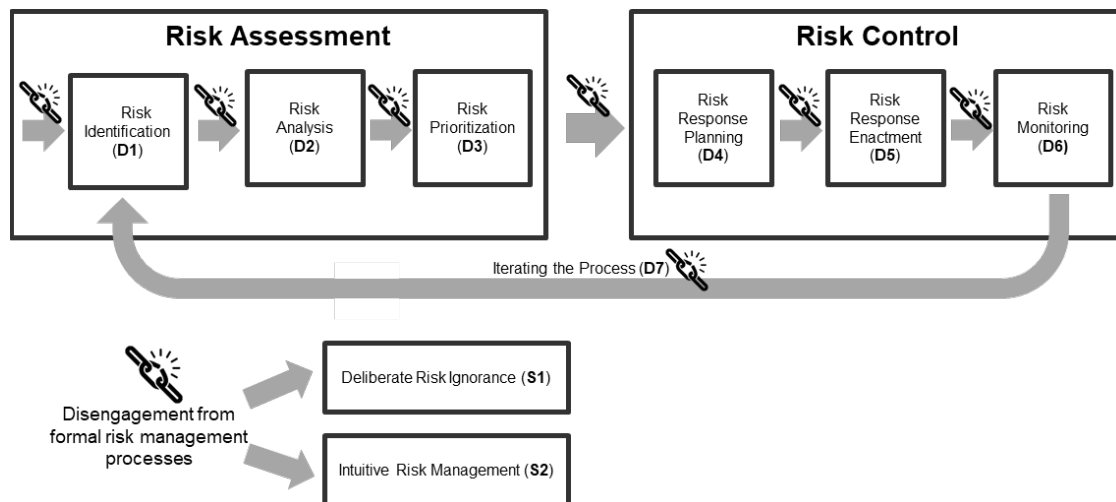 Risk Assessment
Risk
Identification
(D1)
Risk
Analysis
(D2)
Risk
Prioritization
(D3)
Risk Control
Risk
Response
Planning
(D4)
Risk
Response
Enactment
(D5)
Risk
Monitoring
(D6)
Iterating the Process (D7)
Disengagement from
formal risk management
processes
Deliberate Risk Ignorance (S1)
Intuitive Risk Management (S2)